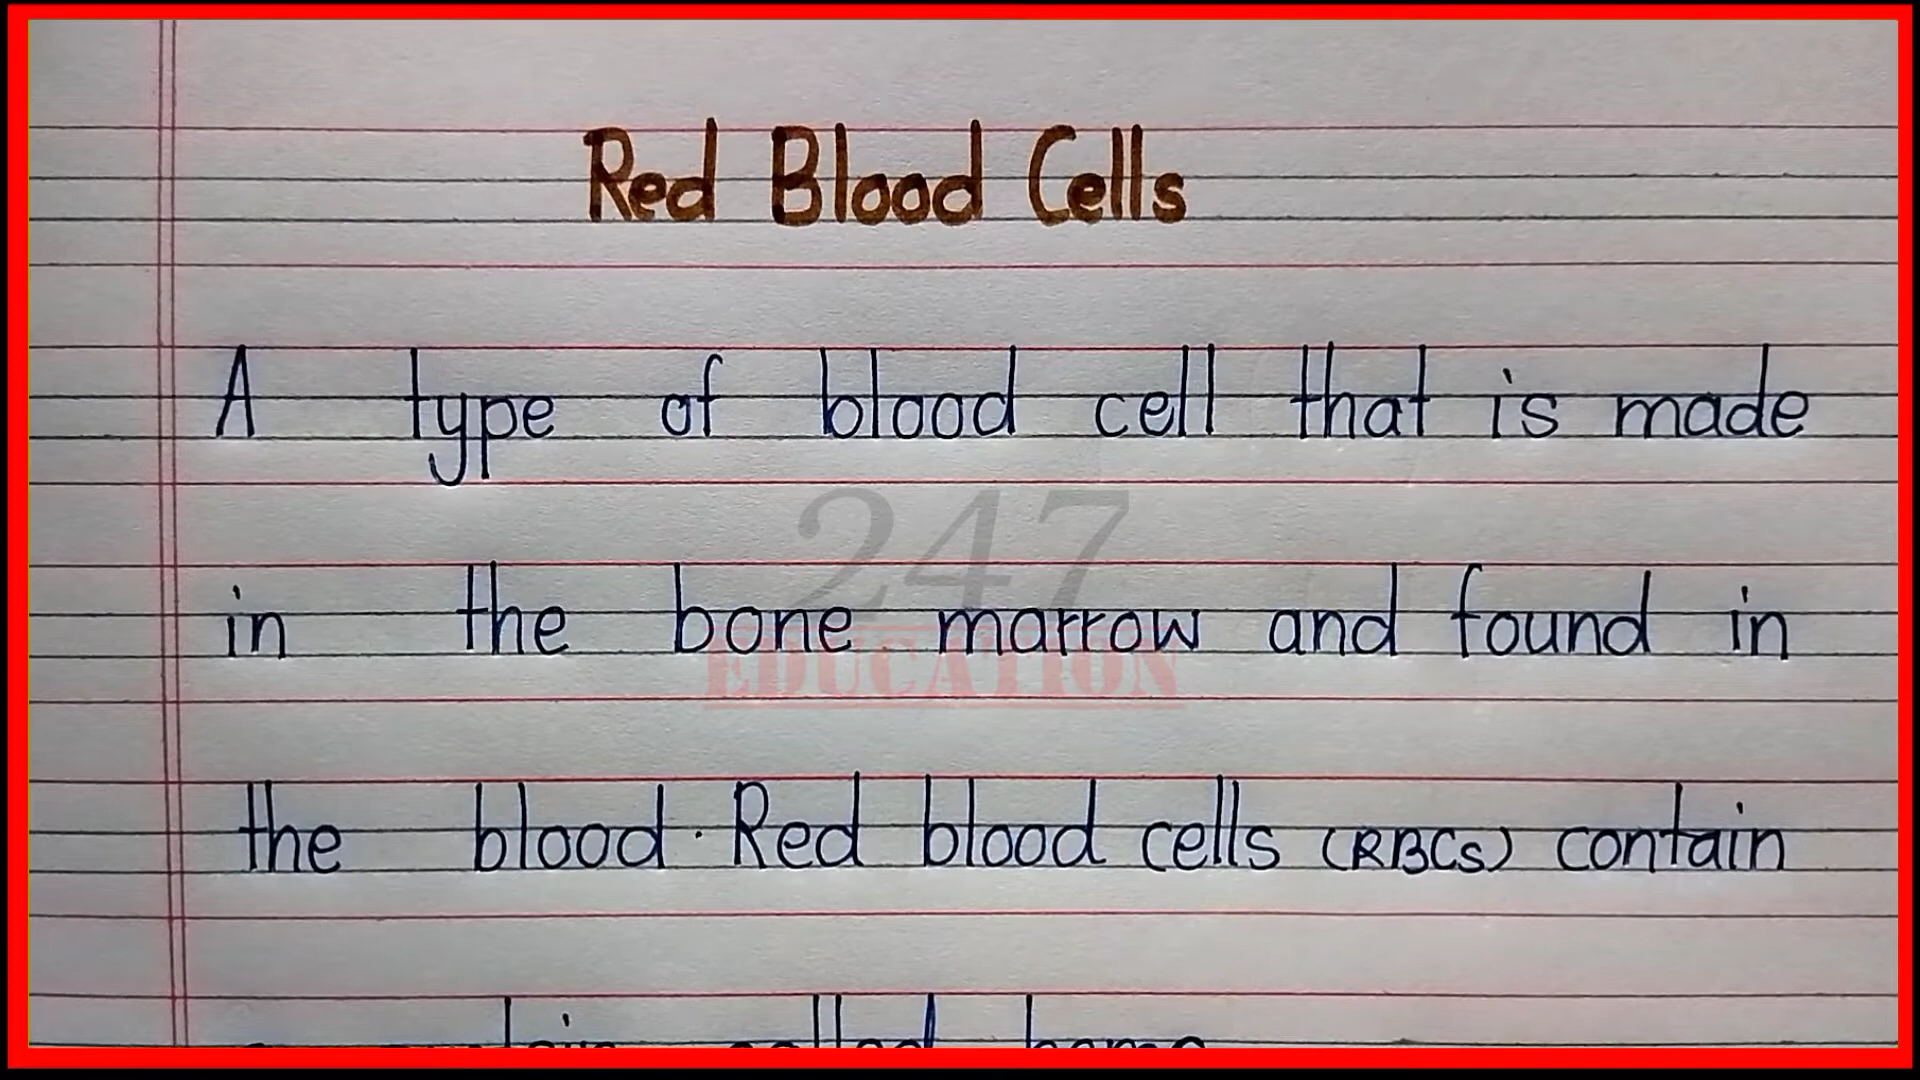 Red Blood Cells
A type of blood cell that is made
247
in the bone marrow and found in
EDUCATION
the blood. Red blood cells (RBCs) contain
called